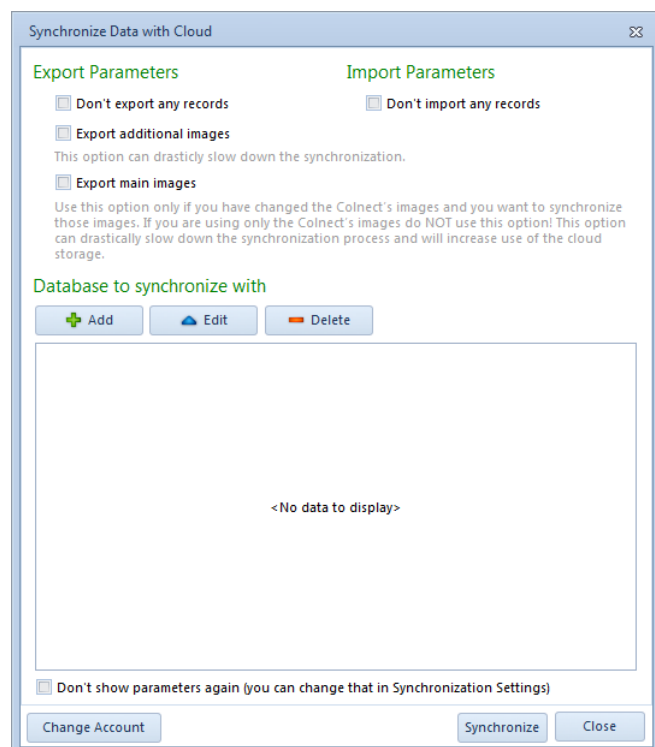 Synchronize Data with Cloud
Export Parameters
Import Parameters
Don't export any records
Don't import any records
Export additional images
This option can drasticly slow down the synchronization.
Export main images
Use this option only if you have changed the Colnect's images and you want to synchronize
those images. If you are using only the Colnect's images do NOT use this option! This option
can drastically slow down the synchronization process and will increase use of the cloud
storage.
Database to synchronize with
Add
Edit
Delete
<No data to display>
Don't show parameters again (you can change that in Synchronization Settings)
Change Account
Synchronize
Close